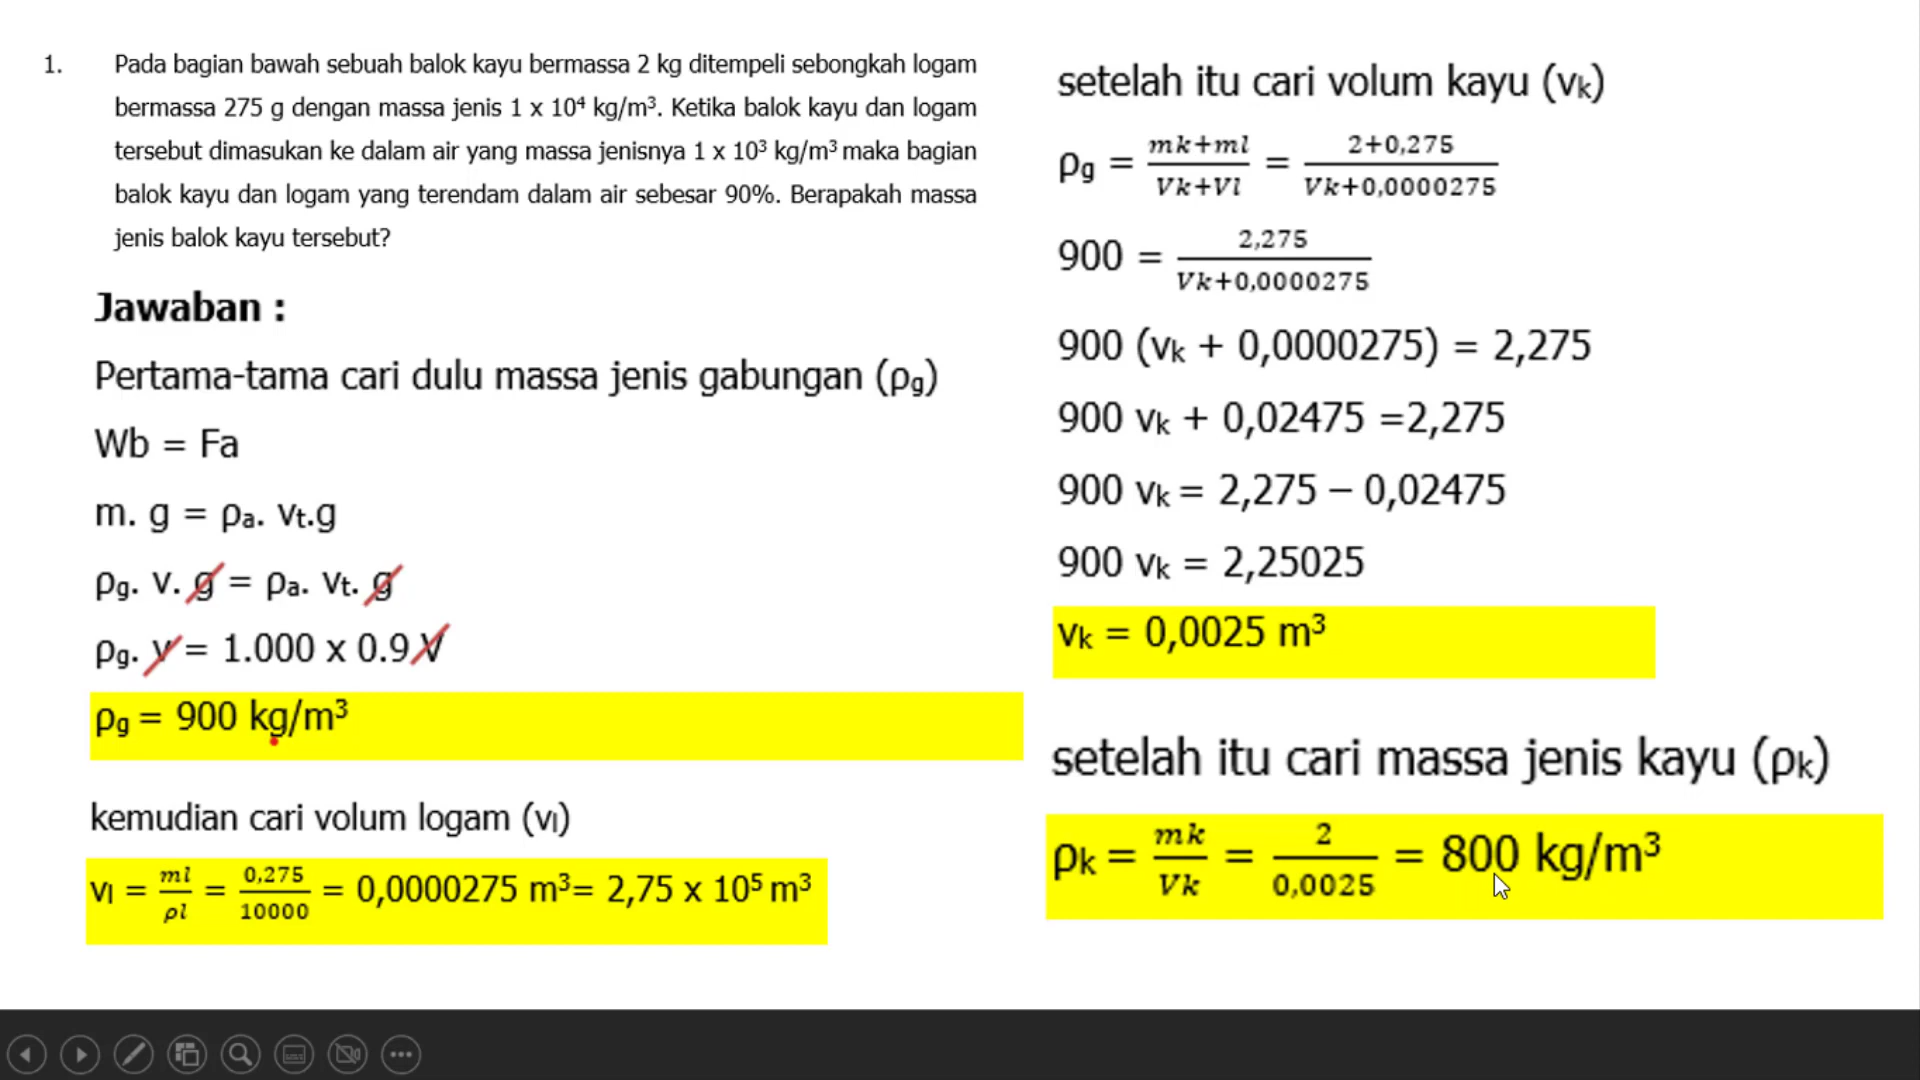 1. Pada bagian bawah sebuah balok kayu bermassa 2 kg ditempeli sebongkah logam
bermassa 275 g dengan massa jenis 1 x 10⁴ kg/m³. Ketika balok kayu dan logam
tersebut dimasukan ke dalam air yang massa jenisnya 1 x 10³ kg/m³ maka bagian
balok kayu dan logam yang terendam dalam air sebesar 90%. Berapakah massa
jenis balok kayu tersebut?
Jawaban :
Pertama-tama cari dulu massa jenis gabungan (ρg)
Wb = Fa
m. g = ρa. vt.g
ρg. v. g = ρa. vt. g
ρg. v = 1.000 x 0.9 V
ρg = 900 kg/m³
kemudian cari volum logam (vl)
vl = ml/ρl = 0,275/10000 = 0,0000275 m³= 2,75 x 10⁵ m³
setelah itu cari volum kayu (vk)
ρg = mk+ml/Vk+Vl = 2+0,275/Vk+0,0000275
900 = 2,275/Vk+0,0000275
900 (vk + 0,0000275) = 2,275
900 vk + 0,02475 =2,275
900 vk = 2,275 – 0,02475
900 vk = 2,25025
vk = 0,0025 m³
setelah itu cari massa jenis kayu (ρk)
ρk = mk/Vk = 2/0,0025 = 800 kg/m³